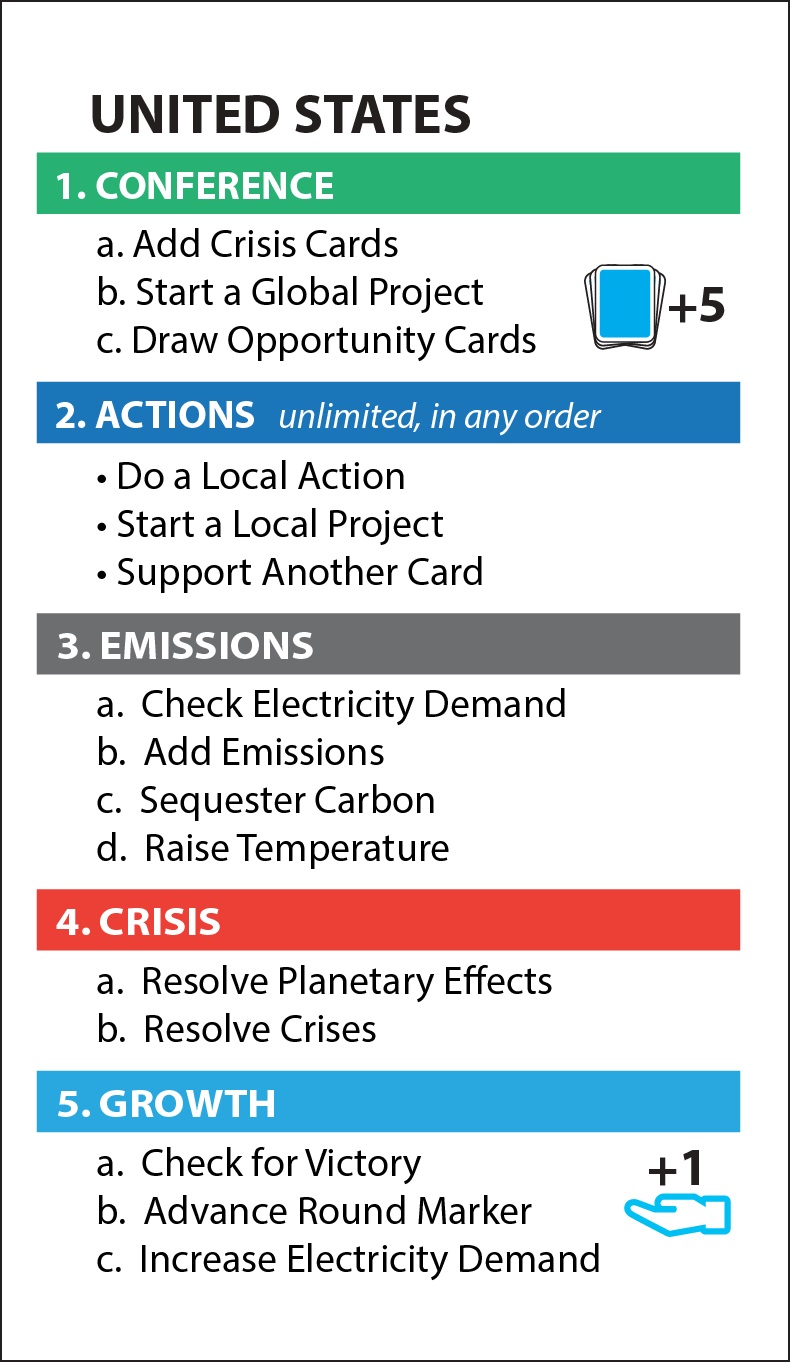 UNITED STATES
1. CONFERENCE
a. Add Crisis Cards
b. Start a Global Project
c. Draw Opportunity Cards
+5
2. ACTIONS unlimited, in any order
• Do a Local Action
• Start a Local Project
• Support Another Card
3. EMISSIONS
a. Check Electricity Demand
b. Add Emissions
c. Sequester Carbon
d. Raise Temperature
4. CRISIS
a. Resolve Planetary Effects
b. Resolve Crises
5. GROWTH
a. Check for Victory
+1
b. Advance Round Marker
c. Increase Electricity Demand